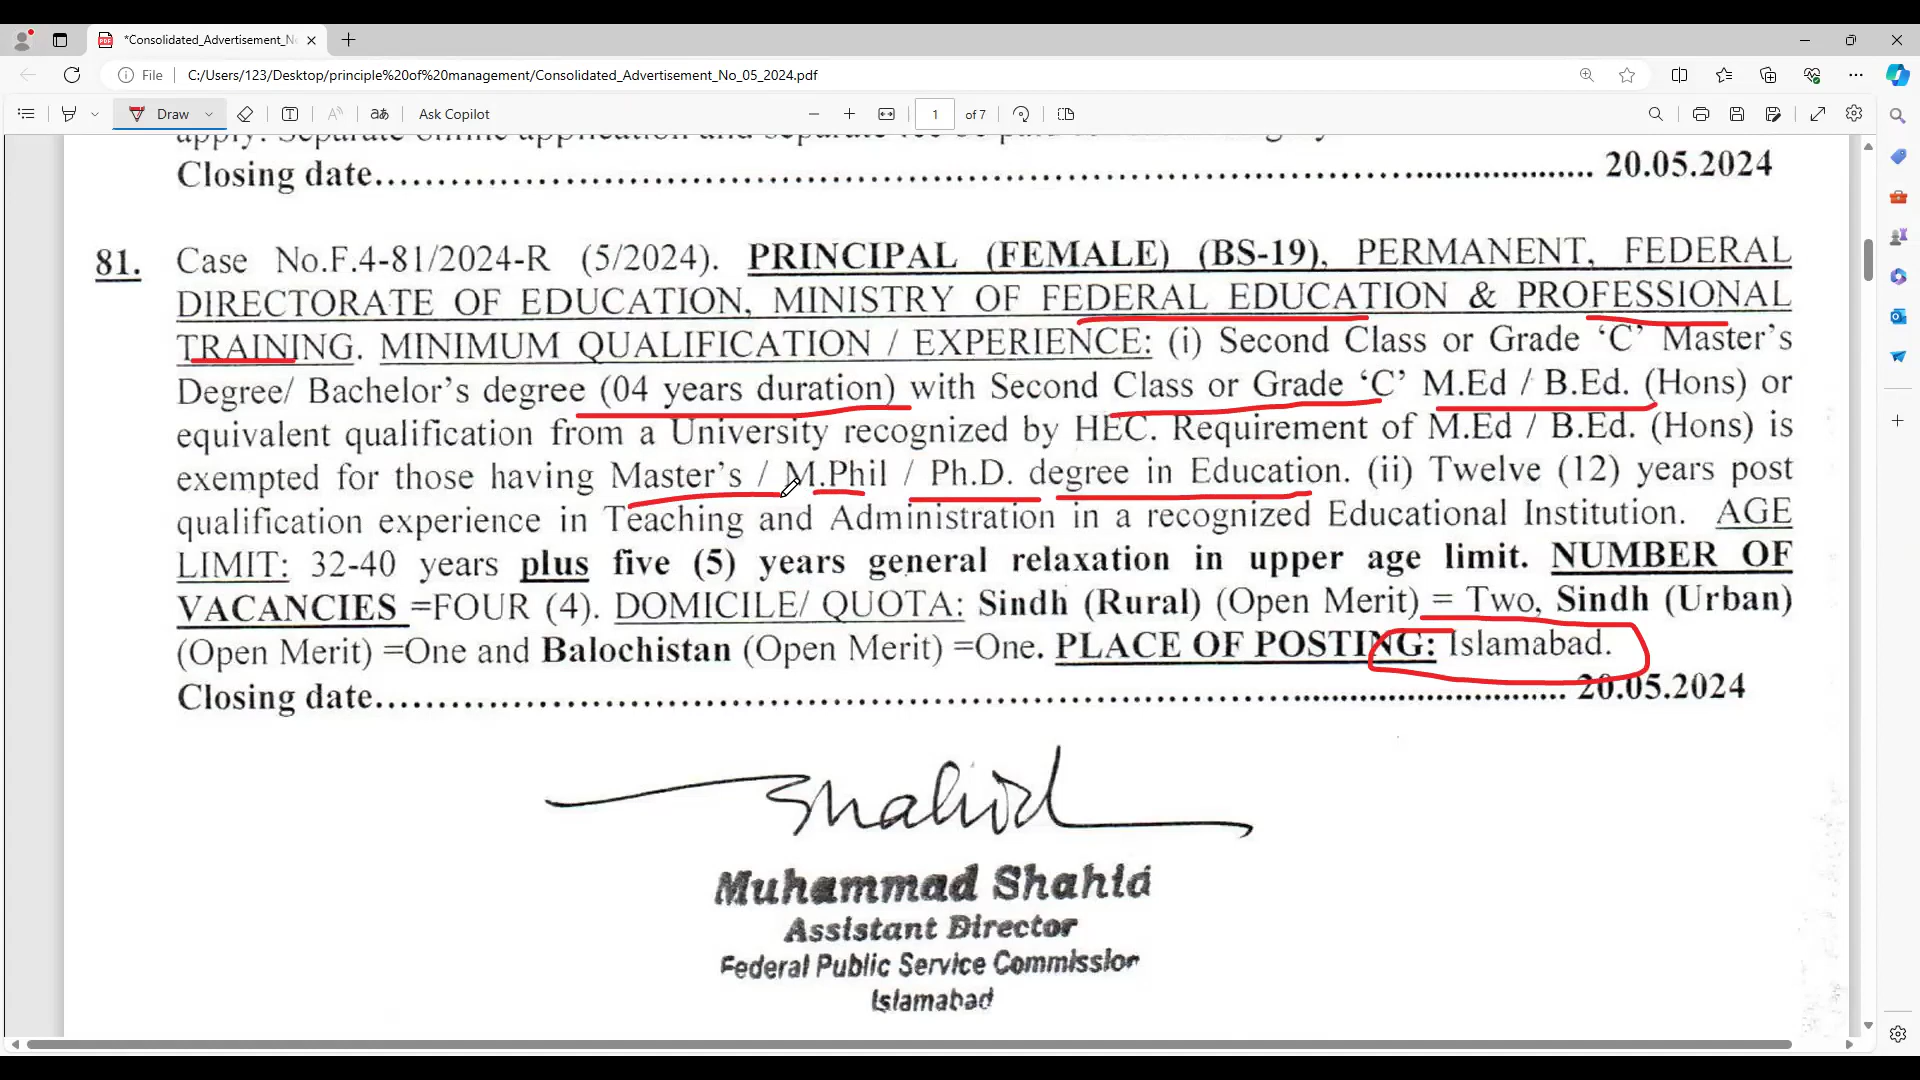 *Consolidated_Advertisement_N
File
C:/Users/123/Desktop/principle%20of%20management/Consolidated_Advertisement_No_05_2024.pdf
Draw
Ask Copilot
1
of 7
Closing date........................ 20.05.2024
81. Case No.F.4-81/2024-R (5/2024). PRINCIPAL (FEMALE) (BS-19), PERMANENT, FEDERAL
DIRECTORATE OF EDUCATION, MINISTRY OF FEDERAL EDUCATION & PROFESSIONAL
TRAINING. MINIMUM QUALIFICATION / EXPERIENCE: (i) Second Class or Grade ‘C’ Master’s
Degree/ Bachelor’s degree (04 years duration) with Second Class or Grade ‘C’ M.Ed / B.Ed. (Hons) or
equivalent qualification from a University recognized by HEC. Requirement of M.Ed / B.Ed. (Hons) is
exempted for those having Master’s / M.Phil / Ph.D. degree in Education. (ii) Twelve (12) years post
qualification experience in Teaching and Administration in a recognized Educational Institution. AGE
LIMIT: 32-40 years plus five (5) years general relaxation in upper age limit. NUMBER OF
VACANCIES =FOUR (4). DOMICILE/ QUOTA: Sindh (Rural) (Open Merit) = Two, Sindh (Urban)
(Open Merit) =One and Balochistan (Open Merit) =One. PLACE OF POSTING: Islamabad.
Closing date........................ 20.05.2024
Shahid
Muhammad Shahid
Assistant Director
Federal Public Service Commission
Islamabad